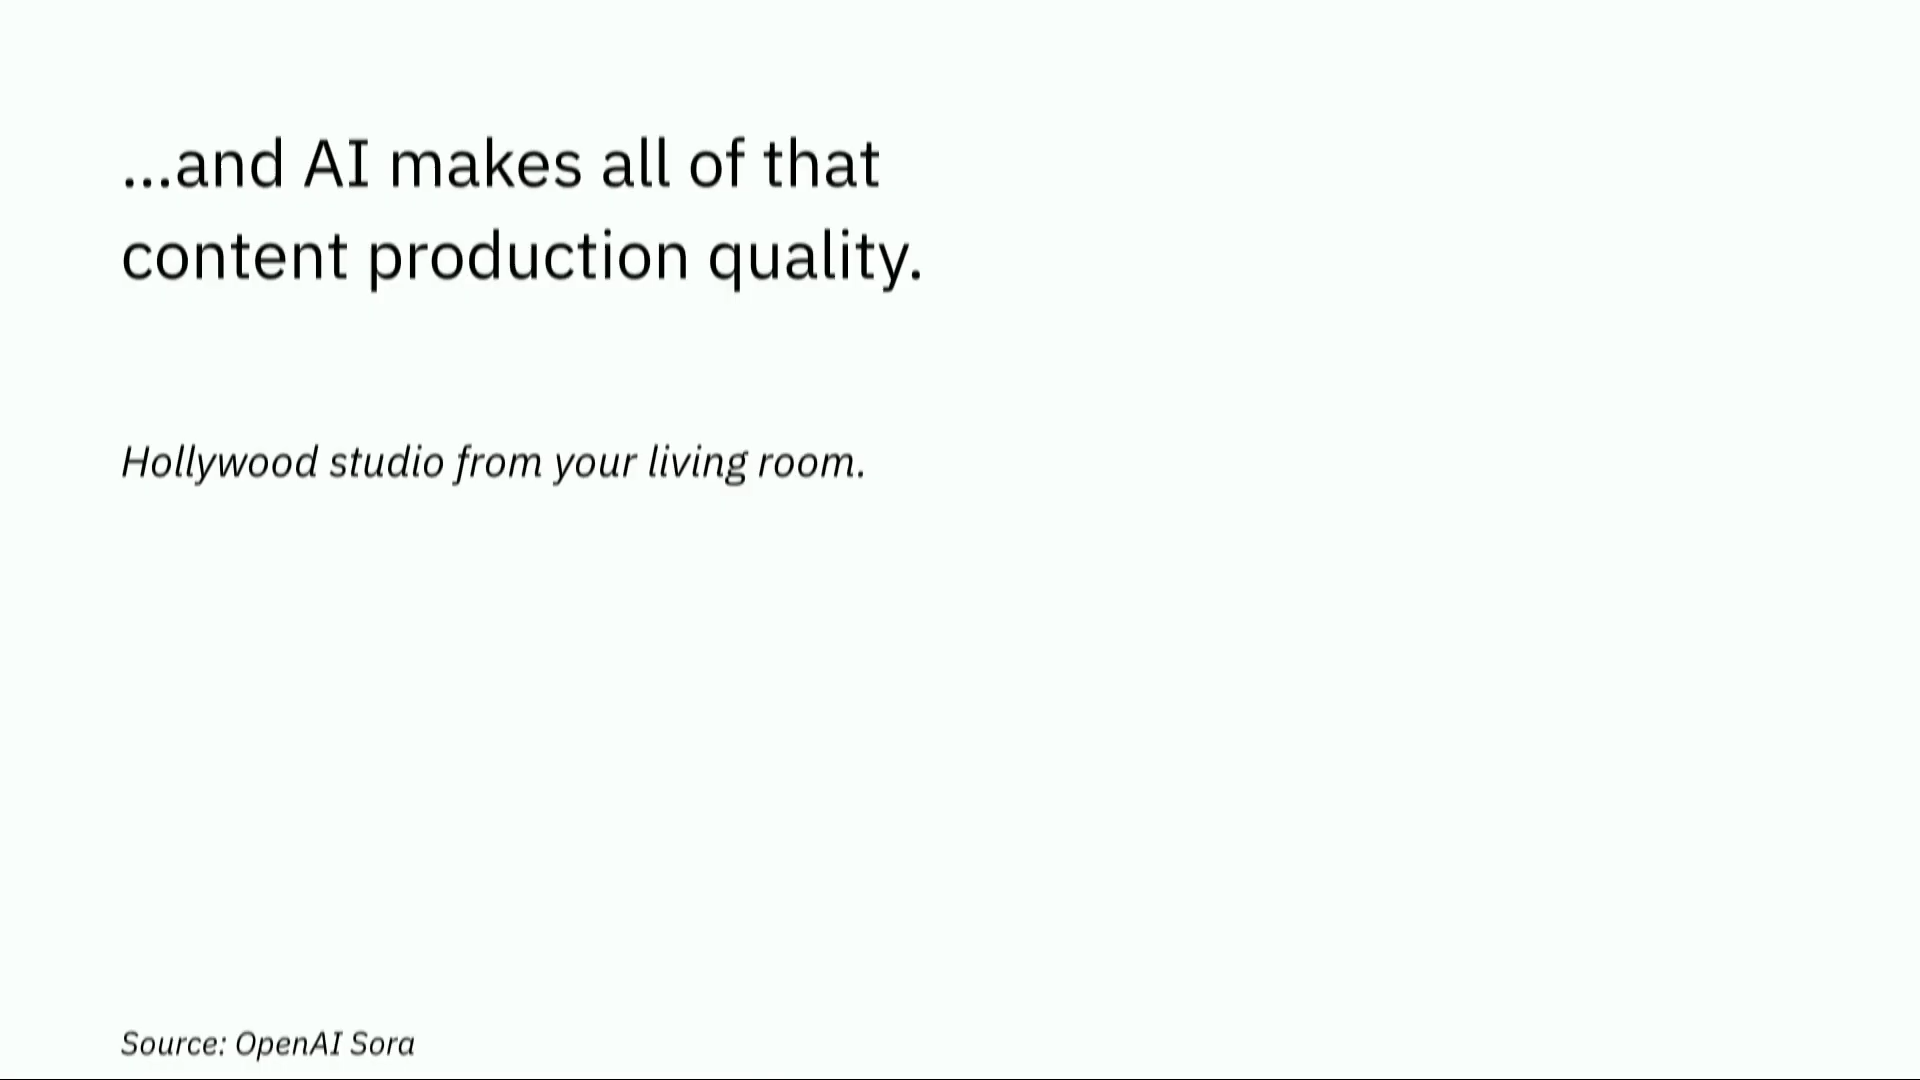 ...and AI makes all of that
content production quality.
Hollywood studio from your living room.
Source: OpenAI Sora